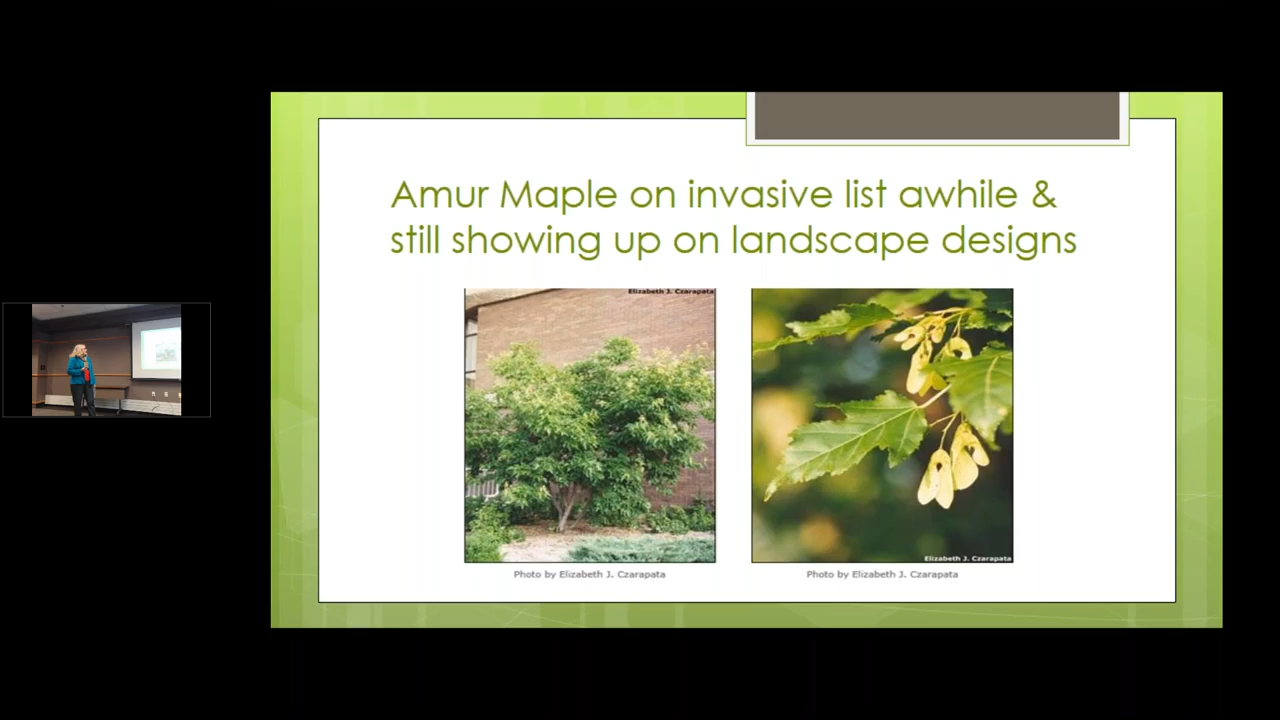 Amur Maple on invasive list awhile &
still showing up on landscape designs
Elizabeth J. Czarapata
Elizabeth J. Czarapata
Photo by Elizabeth J. Czarapata
Photo by Elizabeth J. Czarapata